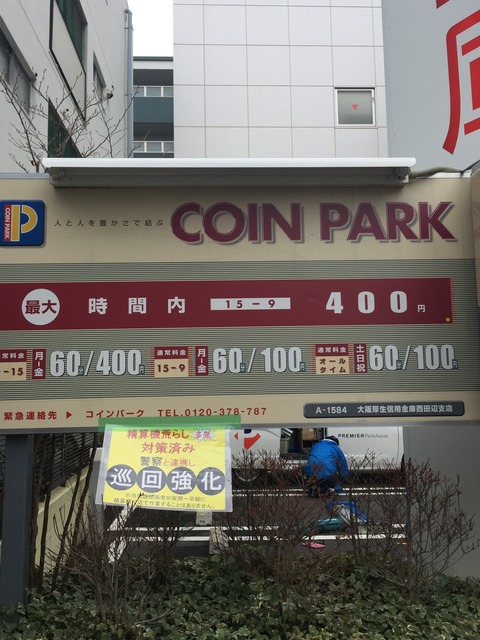 COIN PARK
人と人を豊かさで結ぶ
COIN PARK
最大 時間内 15-9 400円
通常料金 -15 月-金 60/400円
通常料金 15-9 月-金 60/100円
通常料金 オールタイム 土日祝 60/100円
緊急連絡先 ▶ コインパーク TEL.0120-378-787
A-1584 大阪厚生信用金庫西田辺支店
精算機荒らし 多発
対策済み
警察と連携し
巡回強化
PREMIER Park Assist